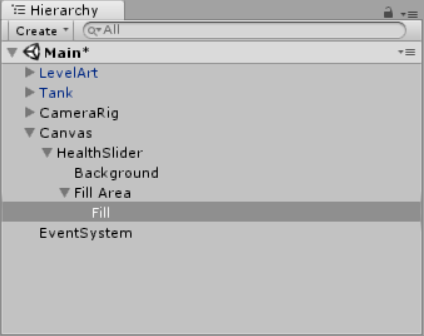 Hierarchy
Create All
Main*
LevelArt
Tank
CameraRig
Canvas
HealthSlider
Background
Fill Area
Fill
EventSystem